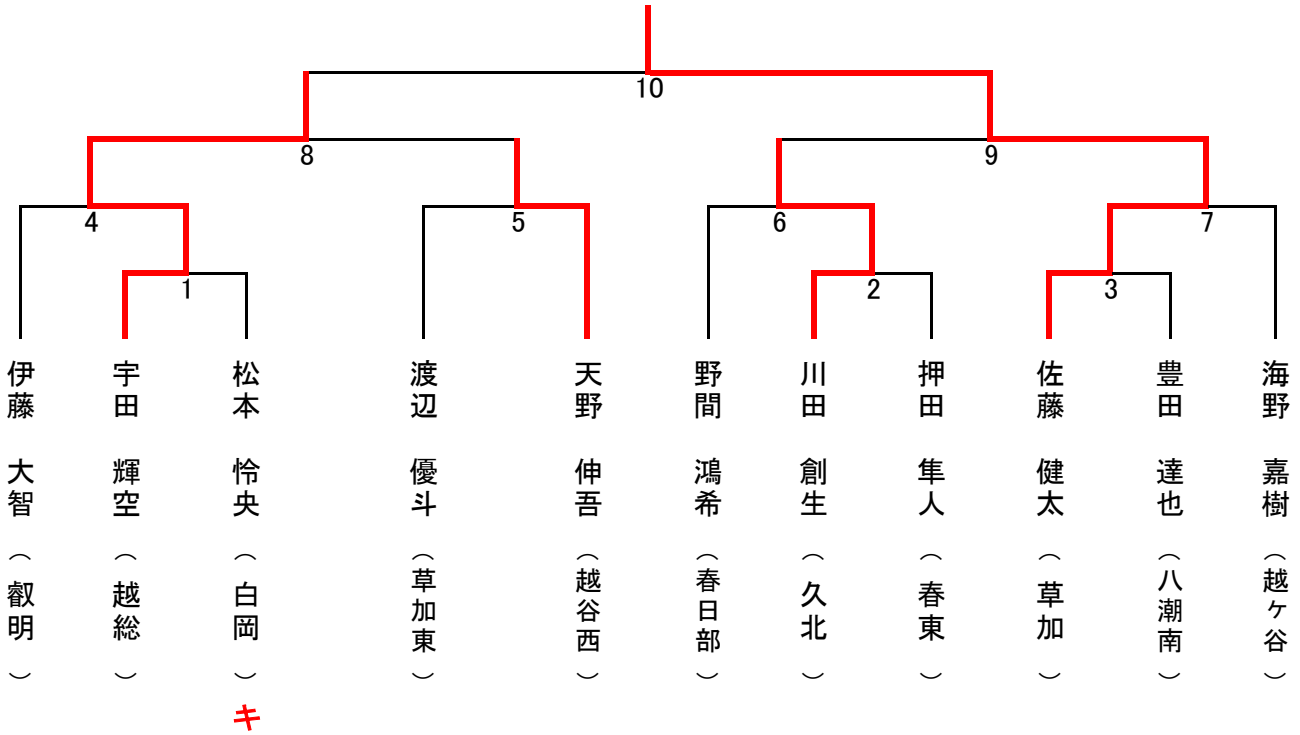 10
8
9
4
5
6
7
1
2
3
伊藤 大智 (叡明)
宇田 輝空 (越総)
松本 怜央 (白岡) キ
渡辺 優斗 (草加東)
天野 伸吾 (越谷西)
野間 鴻希 (春日部)
川田 創生 (久北)
押田 隼人 (春東)
佐藤 健太 (草加)
豊田 達也 (八潮南)
海野 嘉樹 (越ヶ谷)